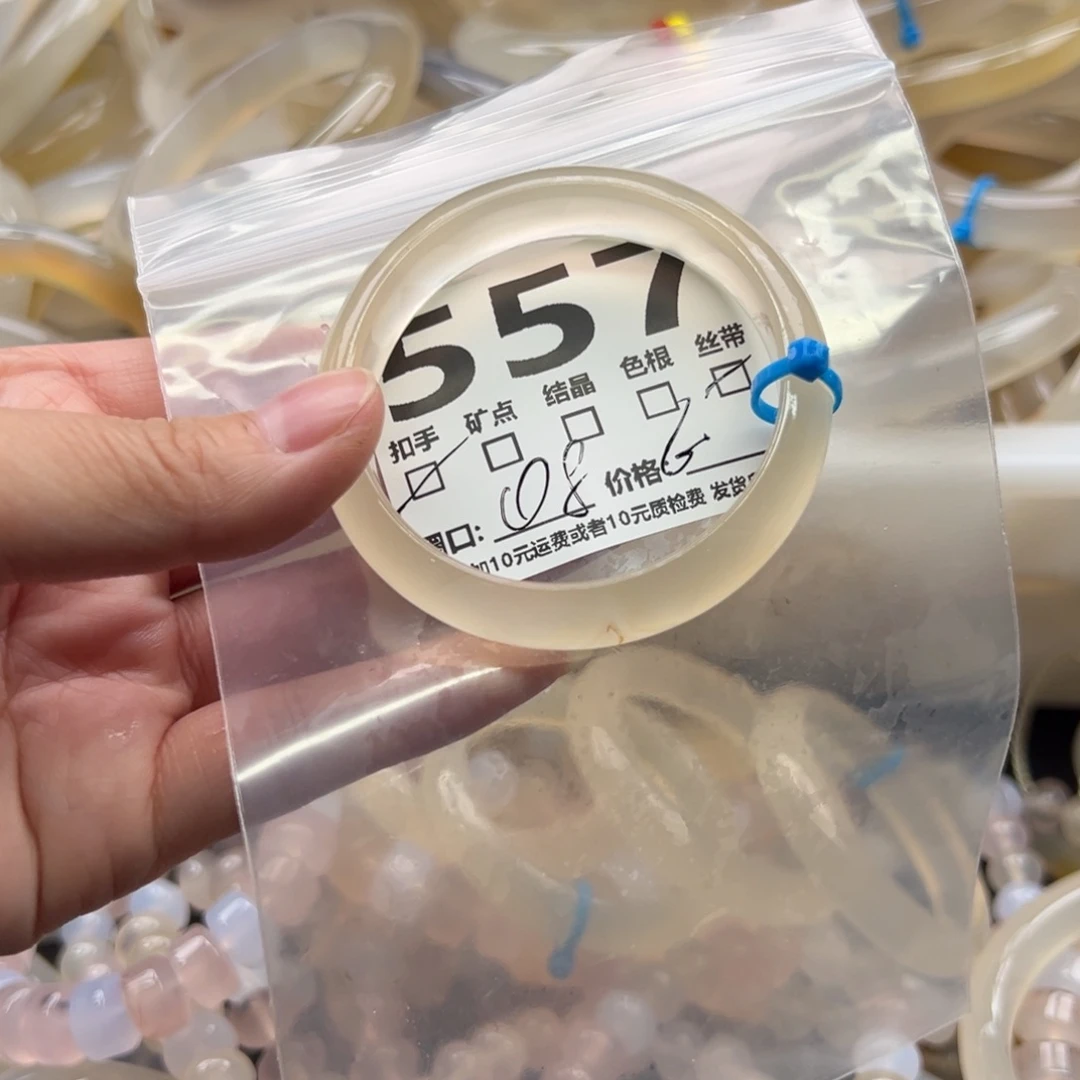 557
扣手 矿点 结晶 色根 丝带
圈口: 08 价格 G
加10元运费或者10元质检费 发货